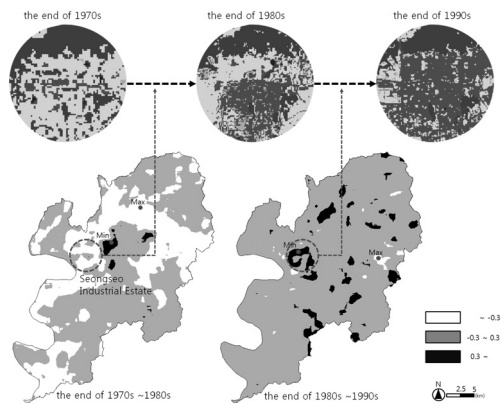 the end of 1970s
the end of 1980s
the end of 1990s
Max
Min
Seongseo
Industrial Estate
Min
Max
~ -0.3
-0.3 ~ 0.3
0.3 ~
N
2.5 5
(km)
the end of 1970s ~1980s
the end of 1980s ~1990s